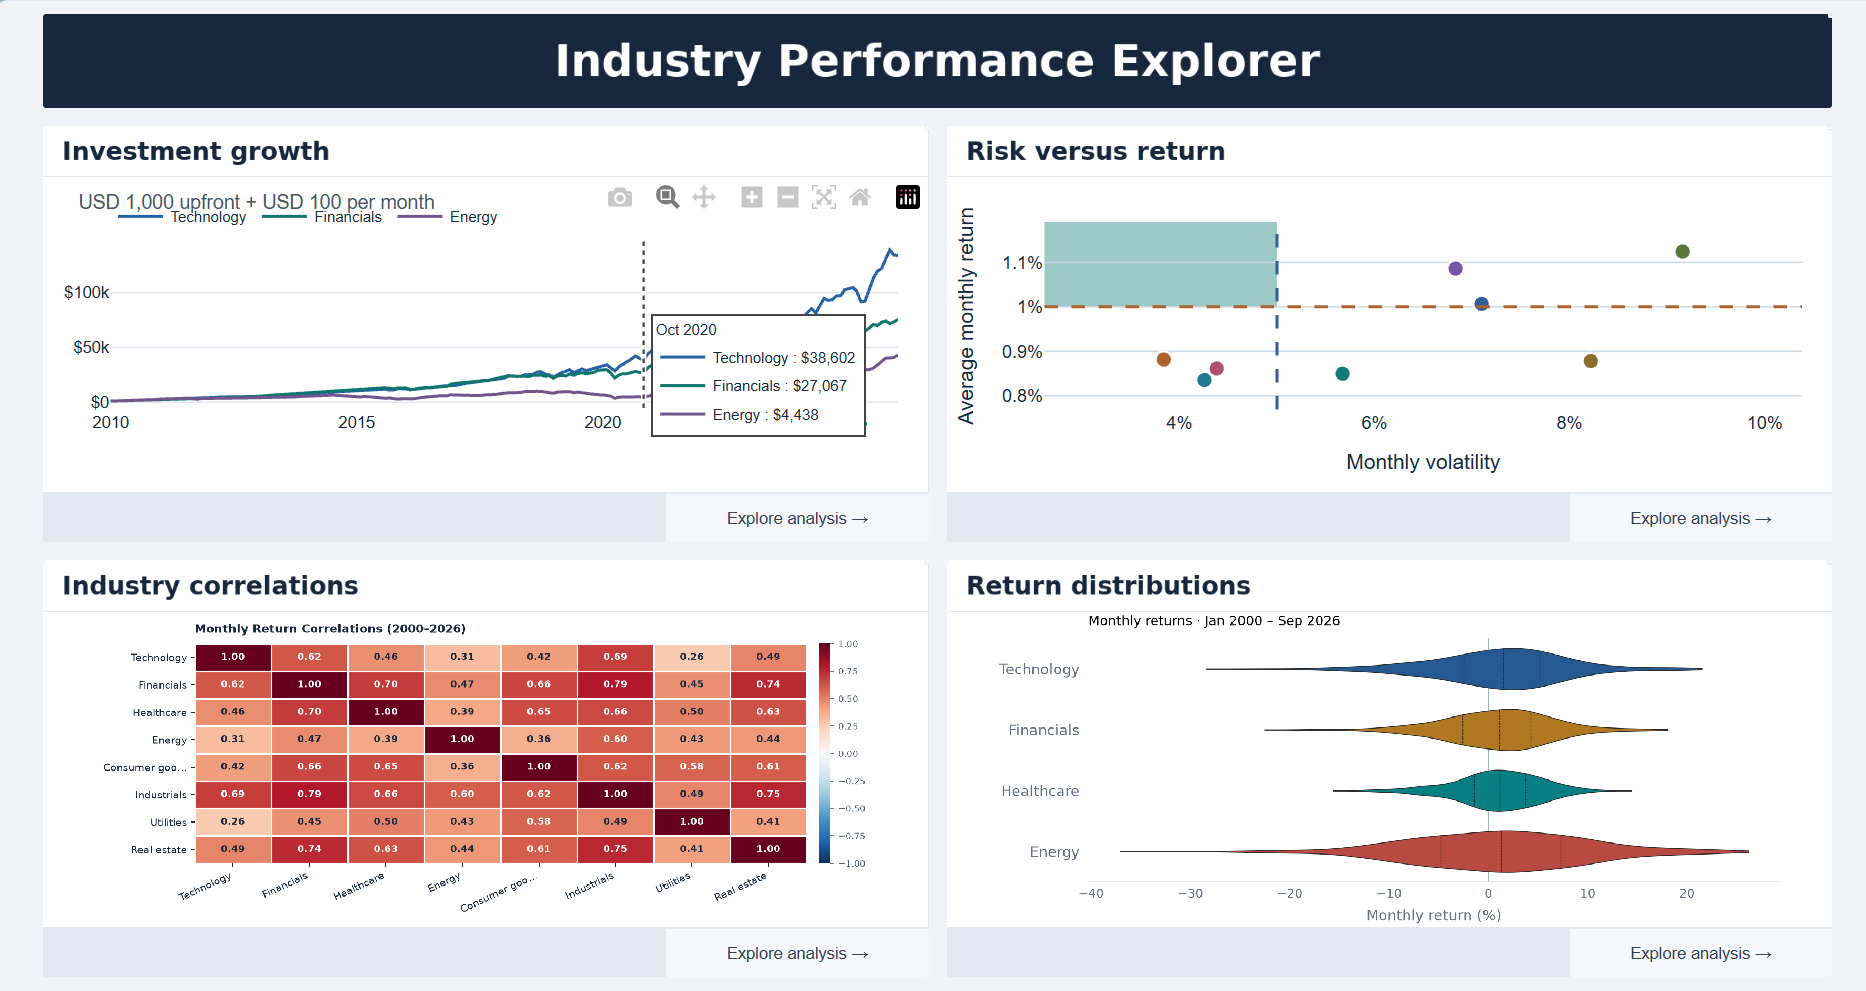 Industry Performance Explorer
Investment growth
USD 1,000 upfront + USD 100 per month
Technology Financials Energy
$100k
$50k
$0
2010 2015 2020
Oct 2020
Technology : $38,602
Financials : $27,067
Energy : $4,438
Explore analysis →
Risk versus return
Average monthly return
1.1%
1%
0.9%
0.8%
4% 6% 8% 10%
Monthly volatility
Explore analysis →
Industry correlations
Monthly Return Correlations (2000–2026)
Technology 1.00 0.62 0.46 0.31 0.42 0.69 0.26 0.49
Financials 0.62 1.00 0.70 0.47 0.66 0.79 0.45 0.74
Healthcare 0.46 0.70 1.00 0.39 0.65 0.66 0.50 0.63
Energy 0.31 0.47 0.39 1.00 0.36 0.60 0.43 0.44
Consumer goo... 0.42 0.66 0.65 0.36 1.00 0.62 0.58 0.61
Industrials 0.69 0.79 0.66 0.60 0.62 1.00 0.49 0.75
Utilities 0.26 0.45 0.50 0.43 0.58 0.49 1.00 0.41
Real estate 0.49 0.74 0.63 0.44 0.61 0.75 0.41 1.00
Technology Financials Healthcare Energy Consumer goo... Industrials Utilities Real estate
1.00
0.75
0.50
0.25
0.00
−0.25
−0.50
−0.75
−1.00
Explore analysis →
Return distributions
Monthly returns · Jan 2000 – Sep 2026
Technology
Financials
Healthcare
Energy
−40 −30 −20 −10 0 10 20
Monthly return (%)
Explore analysis →